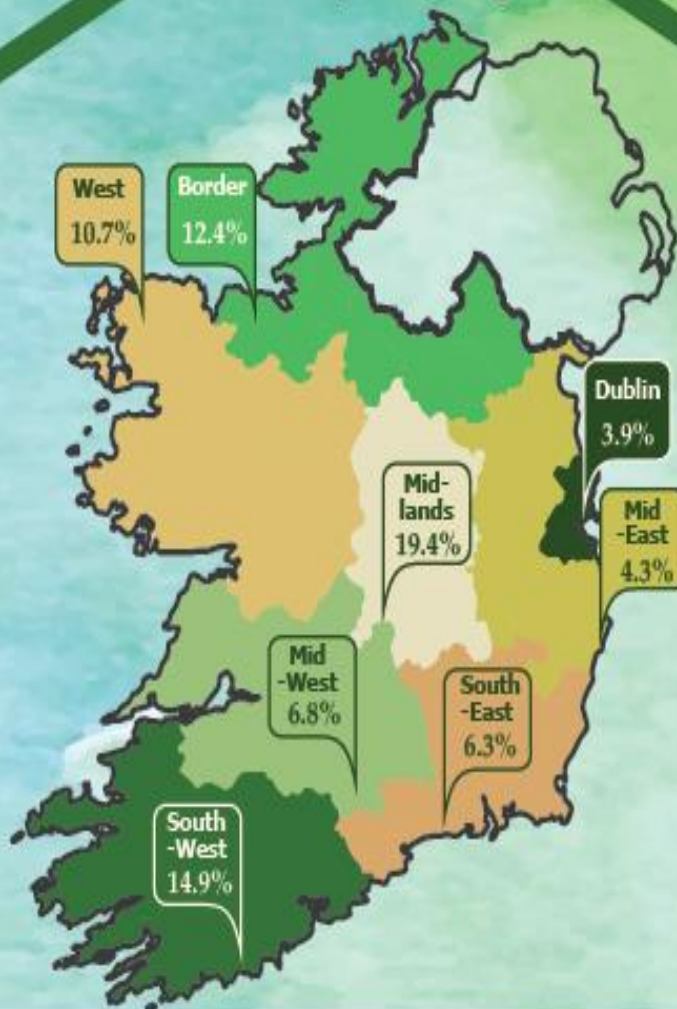 West
10.7%
Border
12.4%
Dublin
3.9%
Mid-
lands
19.4%
Mid
-East
4.3%
Mid
-West
6.8%
South
-East
6.3%
South
-West
14.9%